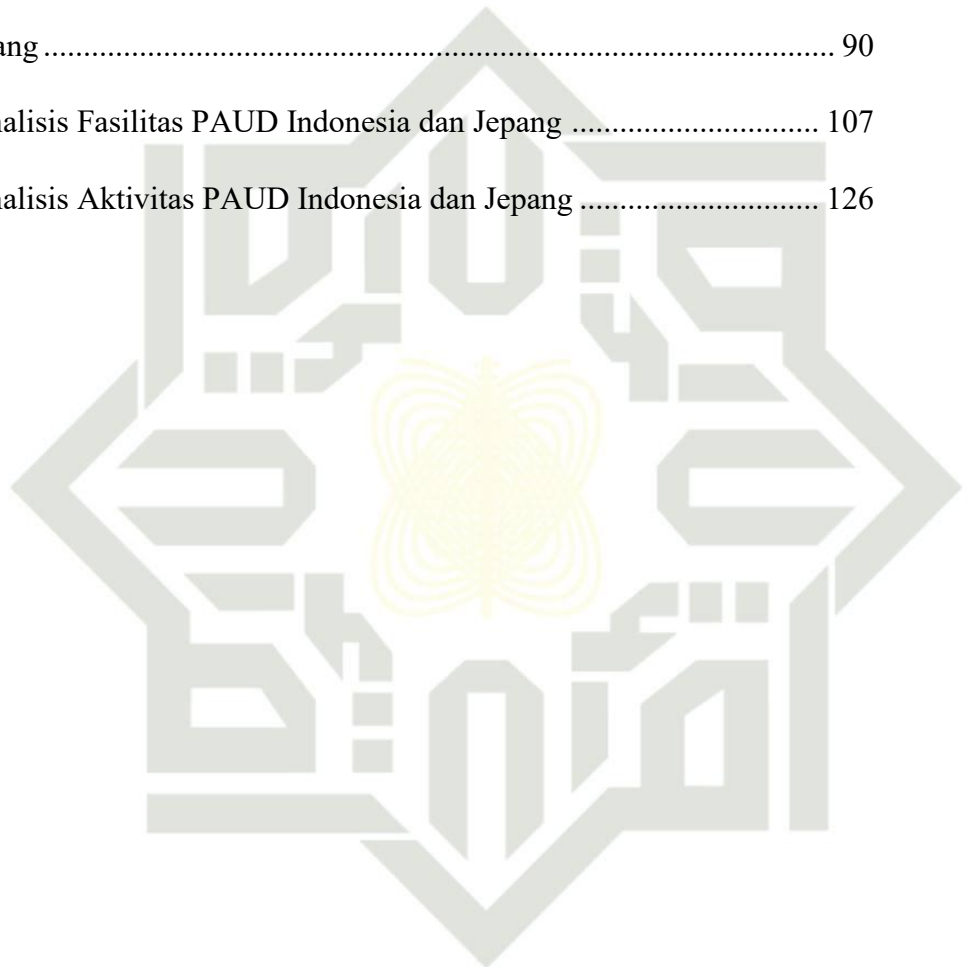 ang ..................................................................................... 90
nalisis Fasilitas PAUD Indonesia dan Jepang .............................. 107
nalisis Aktivitas PAUD Indonesia dan Jepang ............................. 126